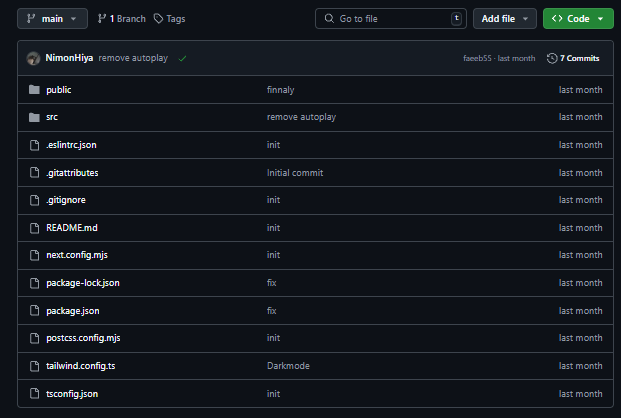 main 1 Branch Tags Go to file t Add file Code
NimonHiya remove autoplay faeeb55 · last month 7 Commits
public finnaly last month
src remove autoplay last month
.eslintrc.json init last month
.gitattributes Initial commit last month
.gitignore init last month
README.md init last month
next.config.mjs init last month
package-lock.json fix last month
package.json fix last month
postcss.config.mjs init last month
tailwind.config.ts Darkmode last month
tsconfig.json init last month